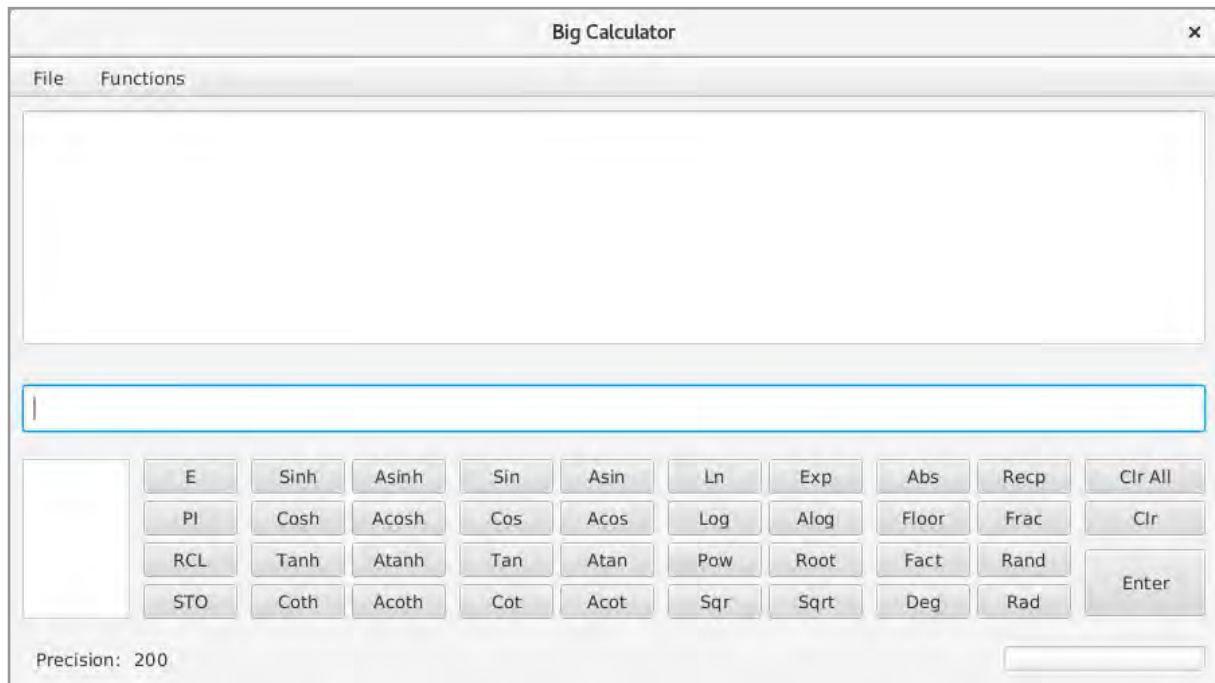 Big Calculator ×
File Functions
E Sinh Asinh Sin Asin Ln Exp Abs Recp Clr All
PI Cosh Acosh Cos Acos Log Alog Floor Frac Clr
RCL Tanh Atanh Tan Atan Pow Root Fact Rand
Enter
STO Coth Acoth Cot Acot Sqr Sqrt Deg Rad
Precision: 200